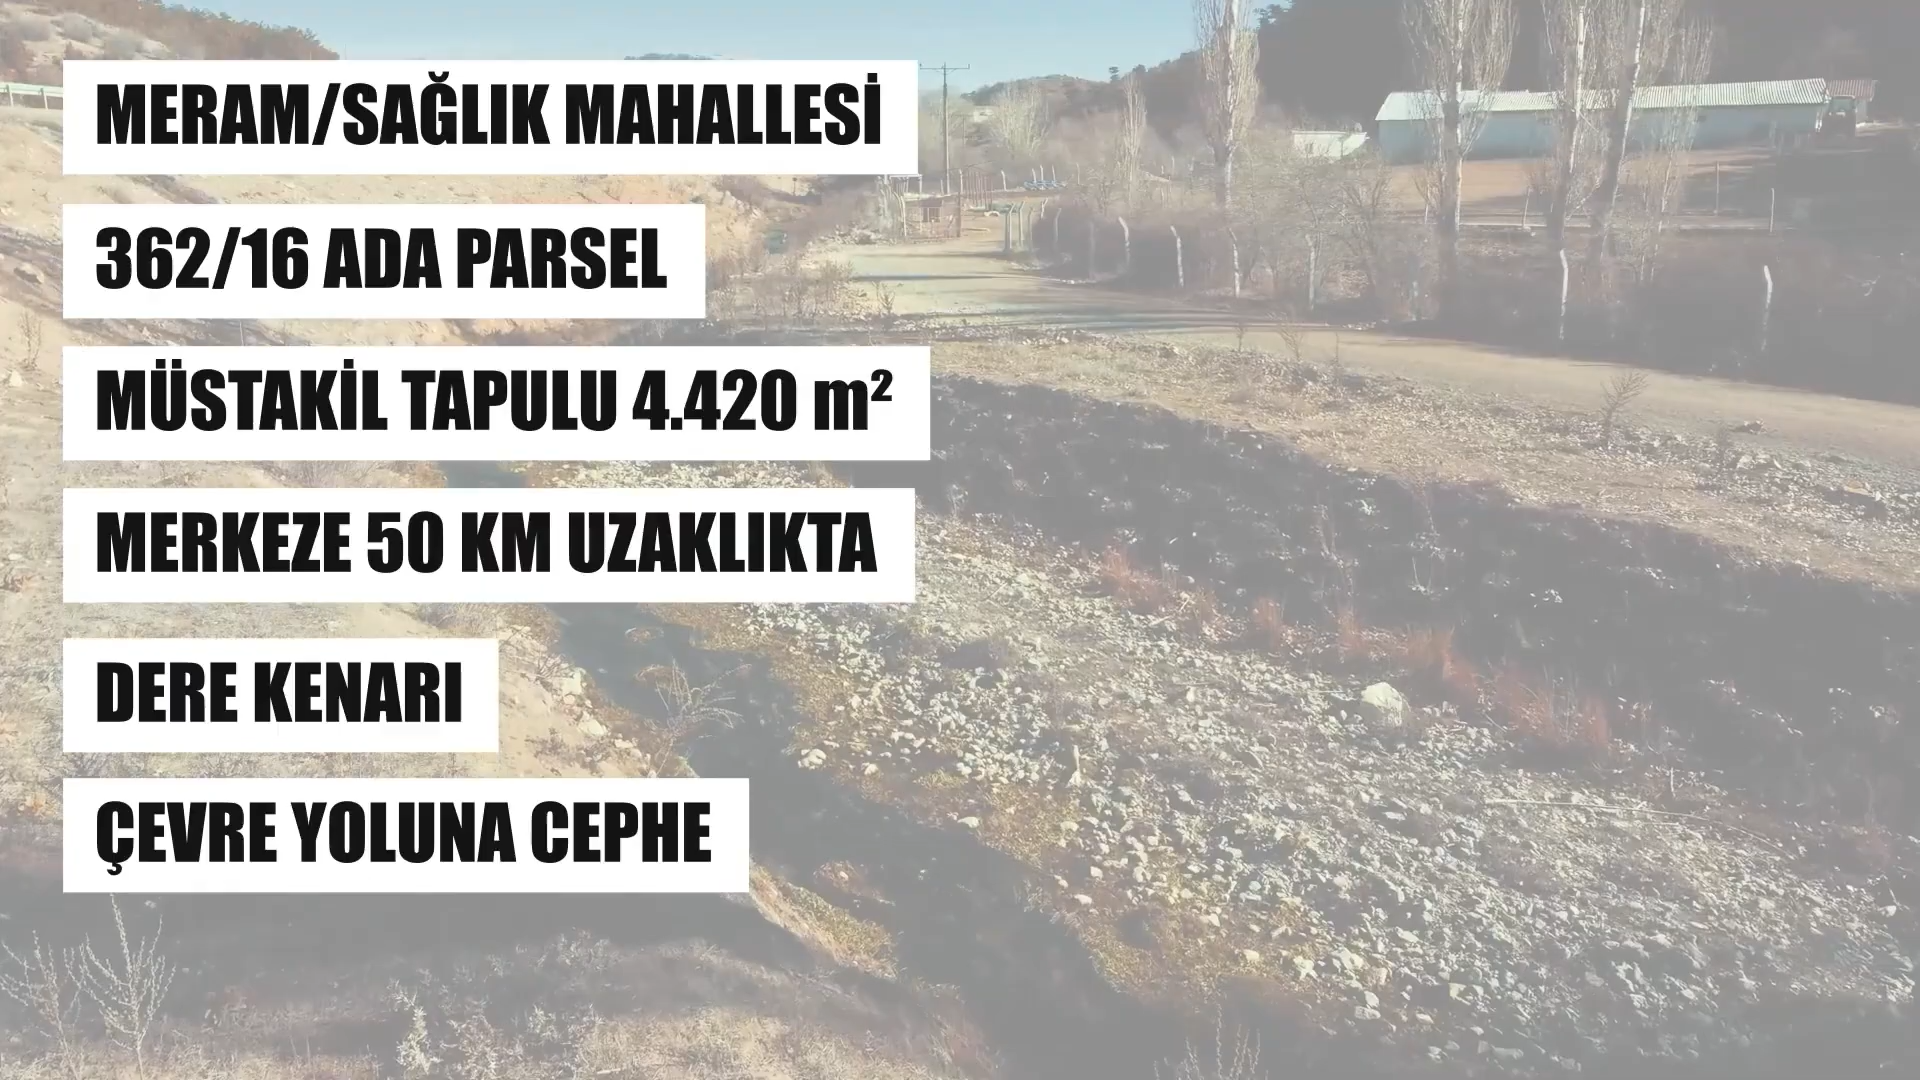 MERAM/SAĞLIK MAHALLESİ
362/16 ADA PARSEL
MÜSTAKİL TAPULU 4.420 m²
MERKEZE 50 KM UZAKLIKTA
DERE KENARI
ÇEVRE YOLUNA CEPHE